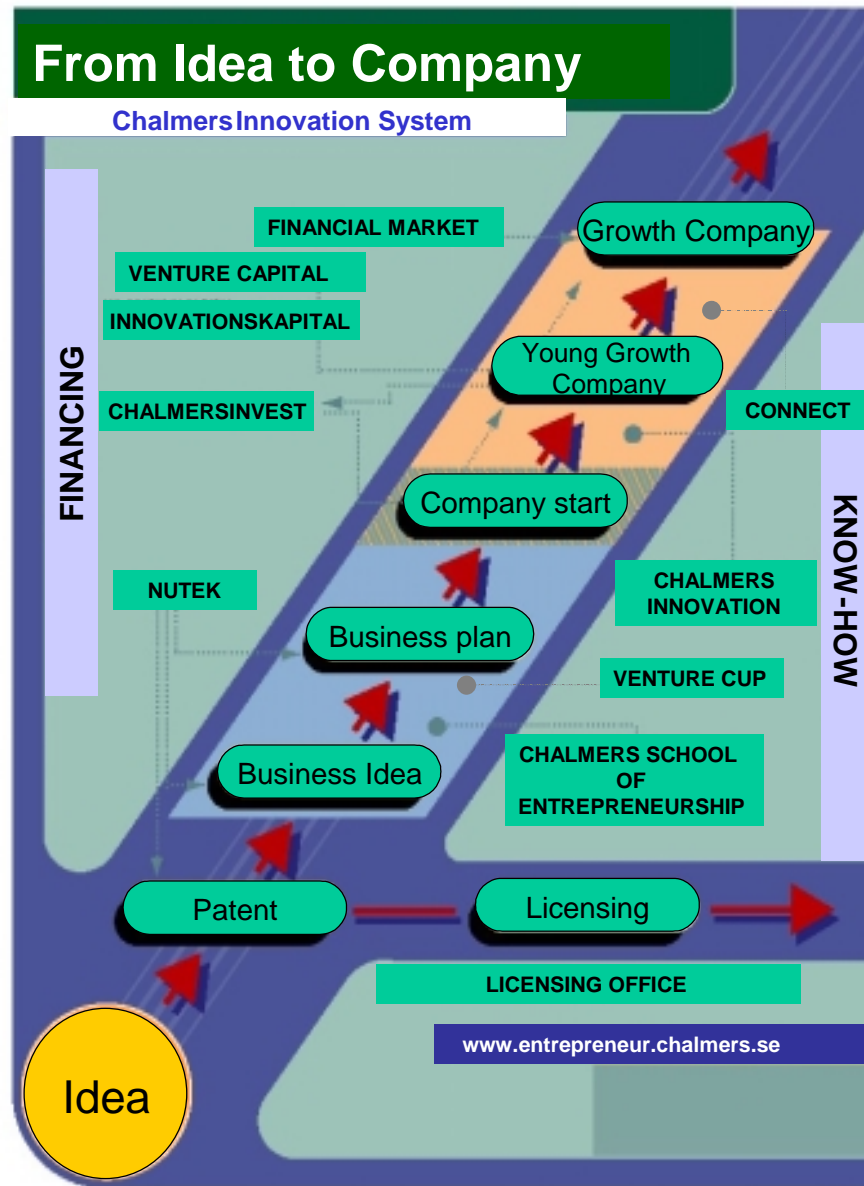 From Idea to Company
Chalmers Innovation System
FINANCIAL MARKET
Growth Company
VENTURE CAPITAL
INNOVATIONSKAPITAL
Young Growth
Company
FINANCING
CHALMERSINVEST
CONNECT
Company start
KNOW-HOW
NUTEK
CHALMERS
INNOVATION
Business plan
VENTURE CUP
Business Idea
CHALMERS SCHOOL
OF
ENTREPRENEURSHIP
Patent
Licensing
LICENSING OFFICE
www.entrepreneur.chalmers.se
Idea